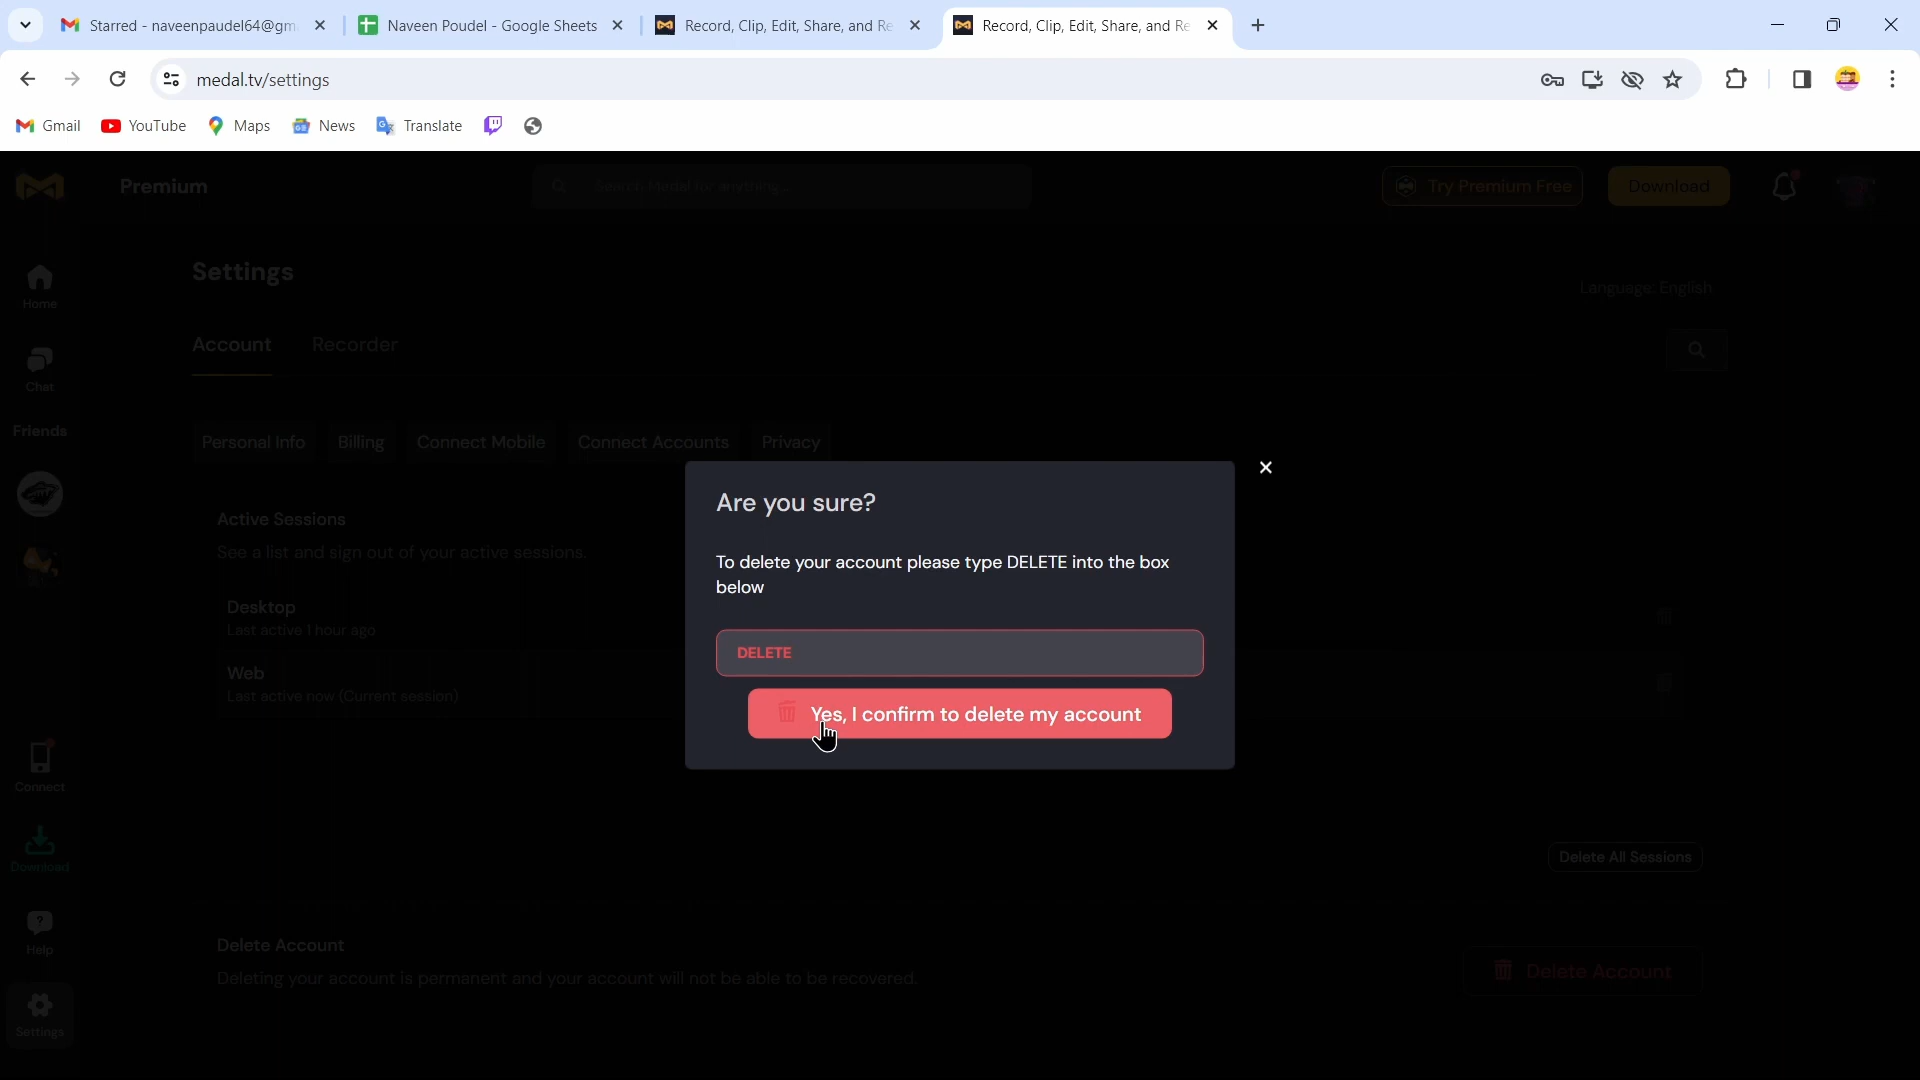 Starred - naveenpaudel64@gm
Naveen Poudel - Google Sheets
Record, Clip, Edit, Share, and Re
Record, Clip, Edit, Share, and Re
medal.tv/settings
Gmail
YouTube
Maps
News
Translate
Premium
Search Medal.tv anything...
Try Premium Free
Download
Settings
Language: English
Home
Account
Recorder
Chat
Friends
Personal Info
Billing
Connect Mobile
Connect Accounts
Privacy
Are you sure?
Active Sessions
See a list and sign out of your active sessions.
To delete your account please type DELETE into the box
below
Desktop
Last active 1 hour ago
DELETE
Web
Last active now (Current session)
Yes, I confirm to delete my account
Connect
Download
Delete All Sessions
Help
Delete Account
Deleting your account is permanent and your account will not be able to be recovered.
Delete Account
Settings